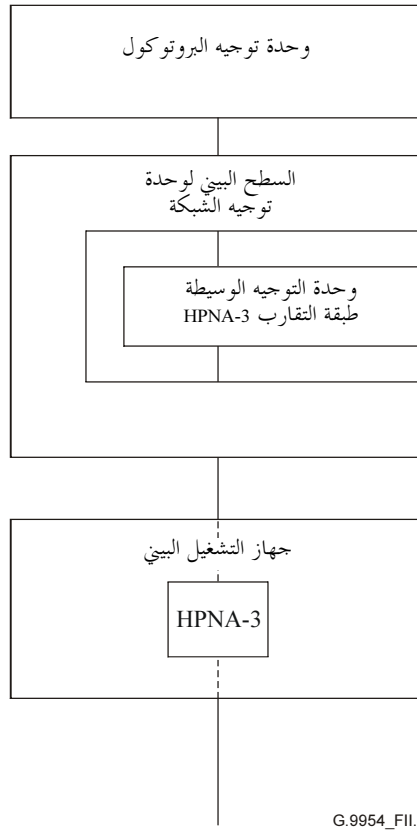 وحدة توجيه البروتوكول
السطح البيني لوحدة
توجيه الشبكة
وحدة التوجيه الوسيطة
طبقة التقارب HPNA-3
جهاز التشغيل البيني
HPNA-3
G.9954_FII.